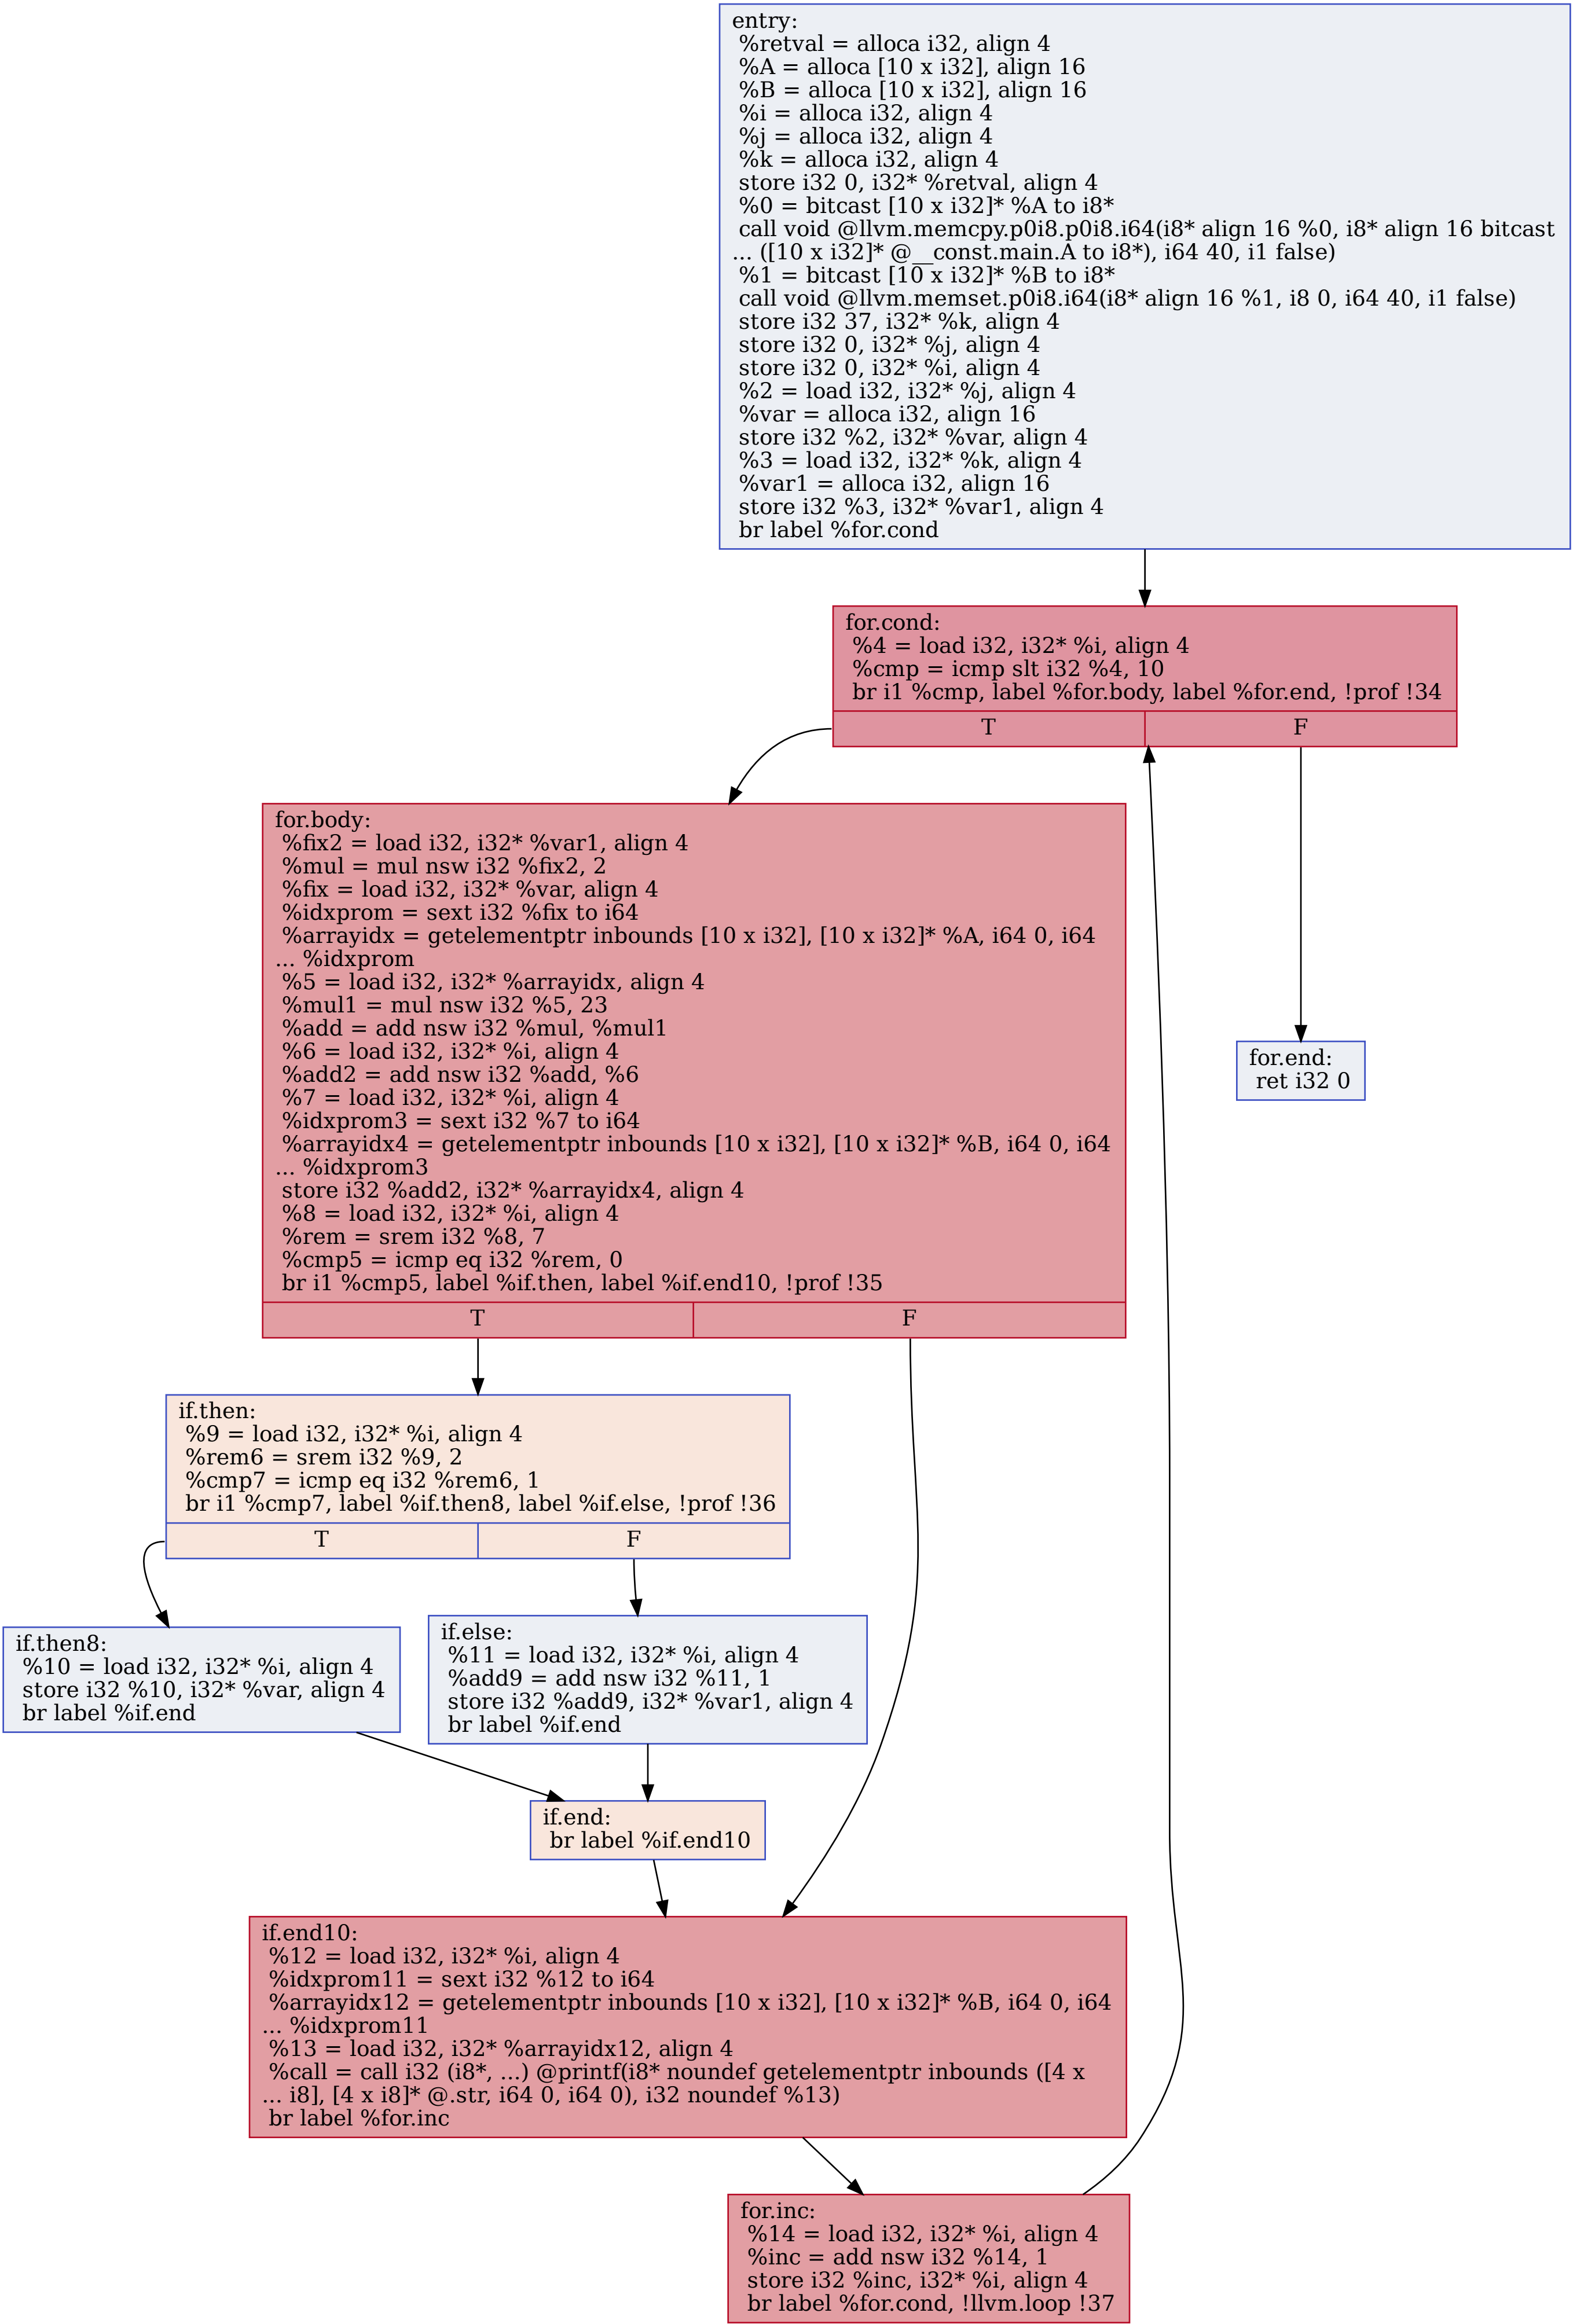 entry:
%retval = alloca i32, align 4
%A = alloca [10 x i32], align 16
%B = alloca [10 x i32], align 16
%i = alloca i32, align 4
%j = alloca i32, align 4
%k = alloca i32, align 4
store i32 0, i32* %retval, align 4
%0 = bitcast [10 x i32]* %A to i8*
call void @llvm.memcpy.p0i8.p0i8.i64(i8* align 16 %0, i8* align 16 bitcast
... ([10 x i32]* @__const.main.A to i8*), i64 40, i1 false)
%1 = bitcast [10 x i32]* %B to i8*
call void @llvm.memset.p0i8.i64(i8* align 16 %1, i8 0, i64 40, i1 false)
store i32 37, i32* %k, align 4
store i32 0, i32* %j, align 4
store i32 0, i32* %i, align 4
%2 = load i32, i32* %j, align 4
%var = alloca i32, align 16
store i32 %2, i32* %var, align 4
%3 = load i32, i32* %k, align 4
%var1 = alloca i32, align 16
store i32 %3, i32* %var1, align 4
br label %for.cond
for.cond:
%4 = load i32, i32* %i, align 4
%cmp = icmp slt i32 %4, 10
br i1 %cmp, label %for.body, label %for.end, !prof !34
T F
for.body:
%fix2 = load i32, i32* %var1, align 4
%mul = mul nsw i32 %fix2, 2
%fix = load i32, i32* %var, align 4
%idxprom = sext i32 %fix to i64
%arrayidx = getelementptr inbounds [10 x i32], [10 x i32]* %A, i64 0, i64
... %idxprom
%5 = load i32, i32* %arrayidx, align 4
%mul1 = mul nsw i32 %5, 23
%add = add nsw i32 %mul, %mul1
%6 = load i32, i32* %i, align 4
%add2 = add nsw i32 %add, %6
%7 = load i32, i32* %i, align 4
%idxprom3 = sext i32 %7 to i64
%arrayidx4 = getelementptr inbounds [10 x i32], [10 x i32]* %B, i64 0, i64
... %idxprom3
store i32 %add2, i32* %arrayidx4, align 4
%8 = load i32, i32* %i, align 4
%rem = srem i32 %8, 7
%cmp5 = icmp eq i32 %rem, 0
br i1 %cmp5, label %if.then, label %if.end10, !prof !35
T F
for.end:
ret i32 0
if.then:
%9 = load i32, i32* %i, align 4
%rem6 = srem i32 %9, 2
%cmp7 = icmp eq i32 %rem6, 1
br i1 %cmp7, label %if.then8, label %if.else, !prof !36
T F
if.then8:
%10 = load i32, i32* %i, align 4
store i32 %10, i32* %var, align 4
br label %if.end
if.else:
%11 = load i32, i32* %i, align 4
%add9 = add nsw i32 %11, 1
store i32 %add9, i32* %var1, align 4
br label %if.end
if.end:
br label %if.end10
if.end10:
%12 = load i32, i32* %i, align 4
%idxprom11 = sext i32 %12 to i64
%arrayidx12 = getelementptr inbounds [10 x i32], [10 x i32]* %B, i64 0, i64
... %idxprom11
%13 = load i32, i32* %arrayidx12, align 4
%call = call i32 (i8*, ...) @printf(i8* noundef getelementptr inbounds ([4 x
... i8], [4 x i8]* @.str, i64 0, i64 0), i32 noundef %13)
br label %for.inc
for.inc:
%14 = load i32, i32* %i, align 4
%inc = add nsw i32 %14, 1
store i32 %inc, i32* %i, align 4
br label %for.cond, !llvm.loop !37